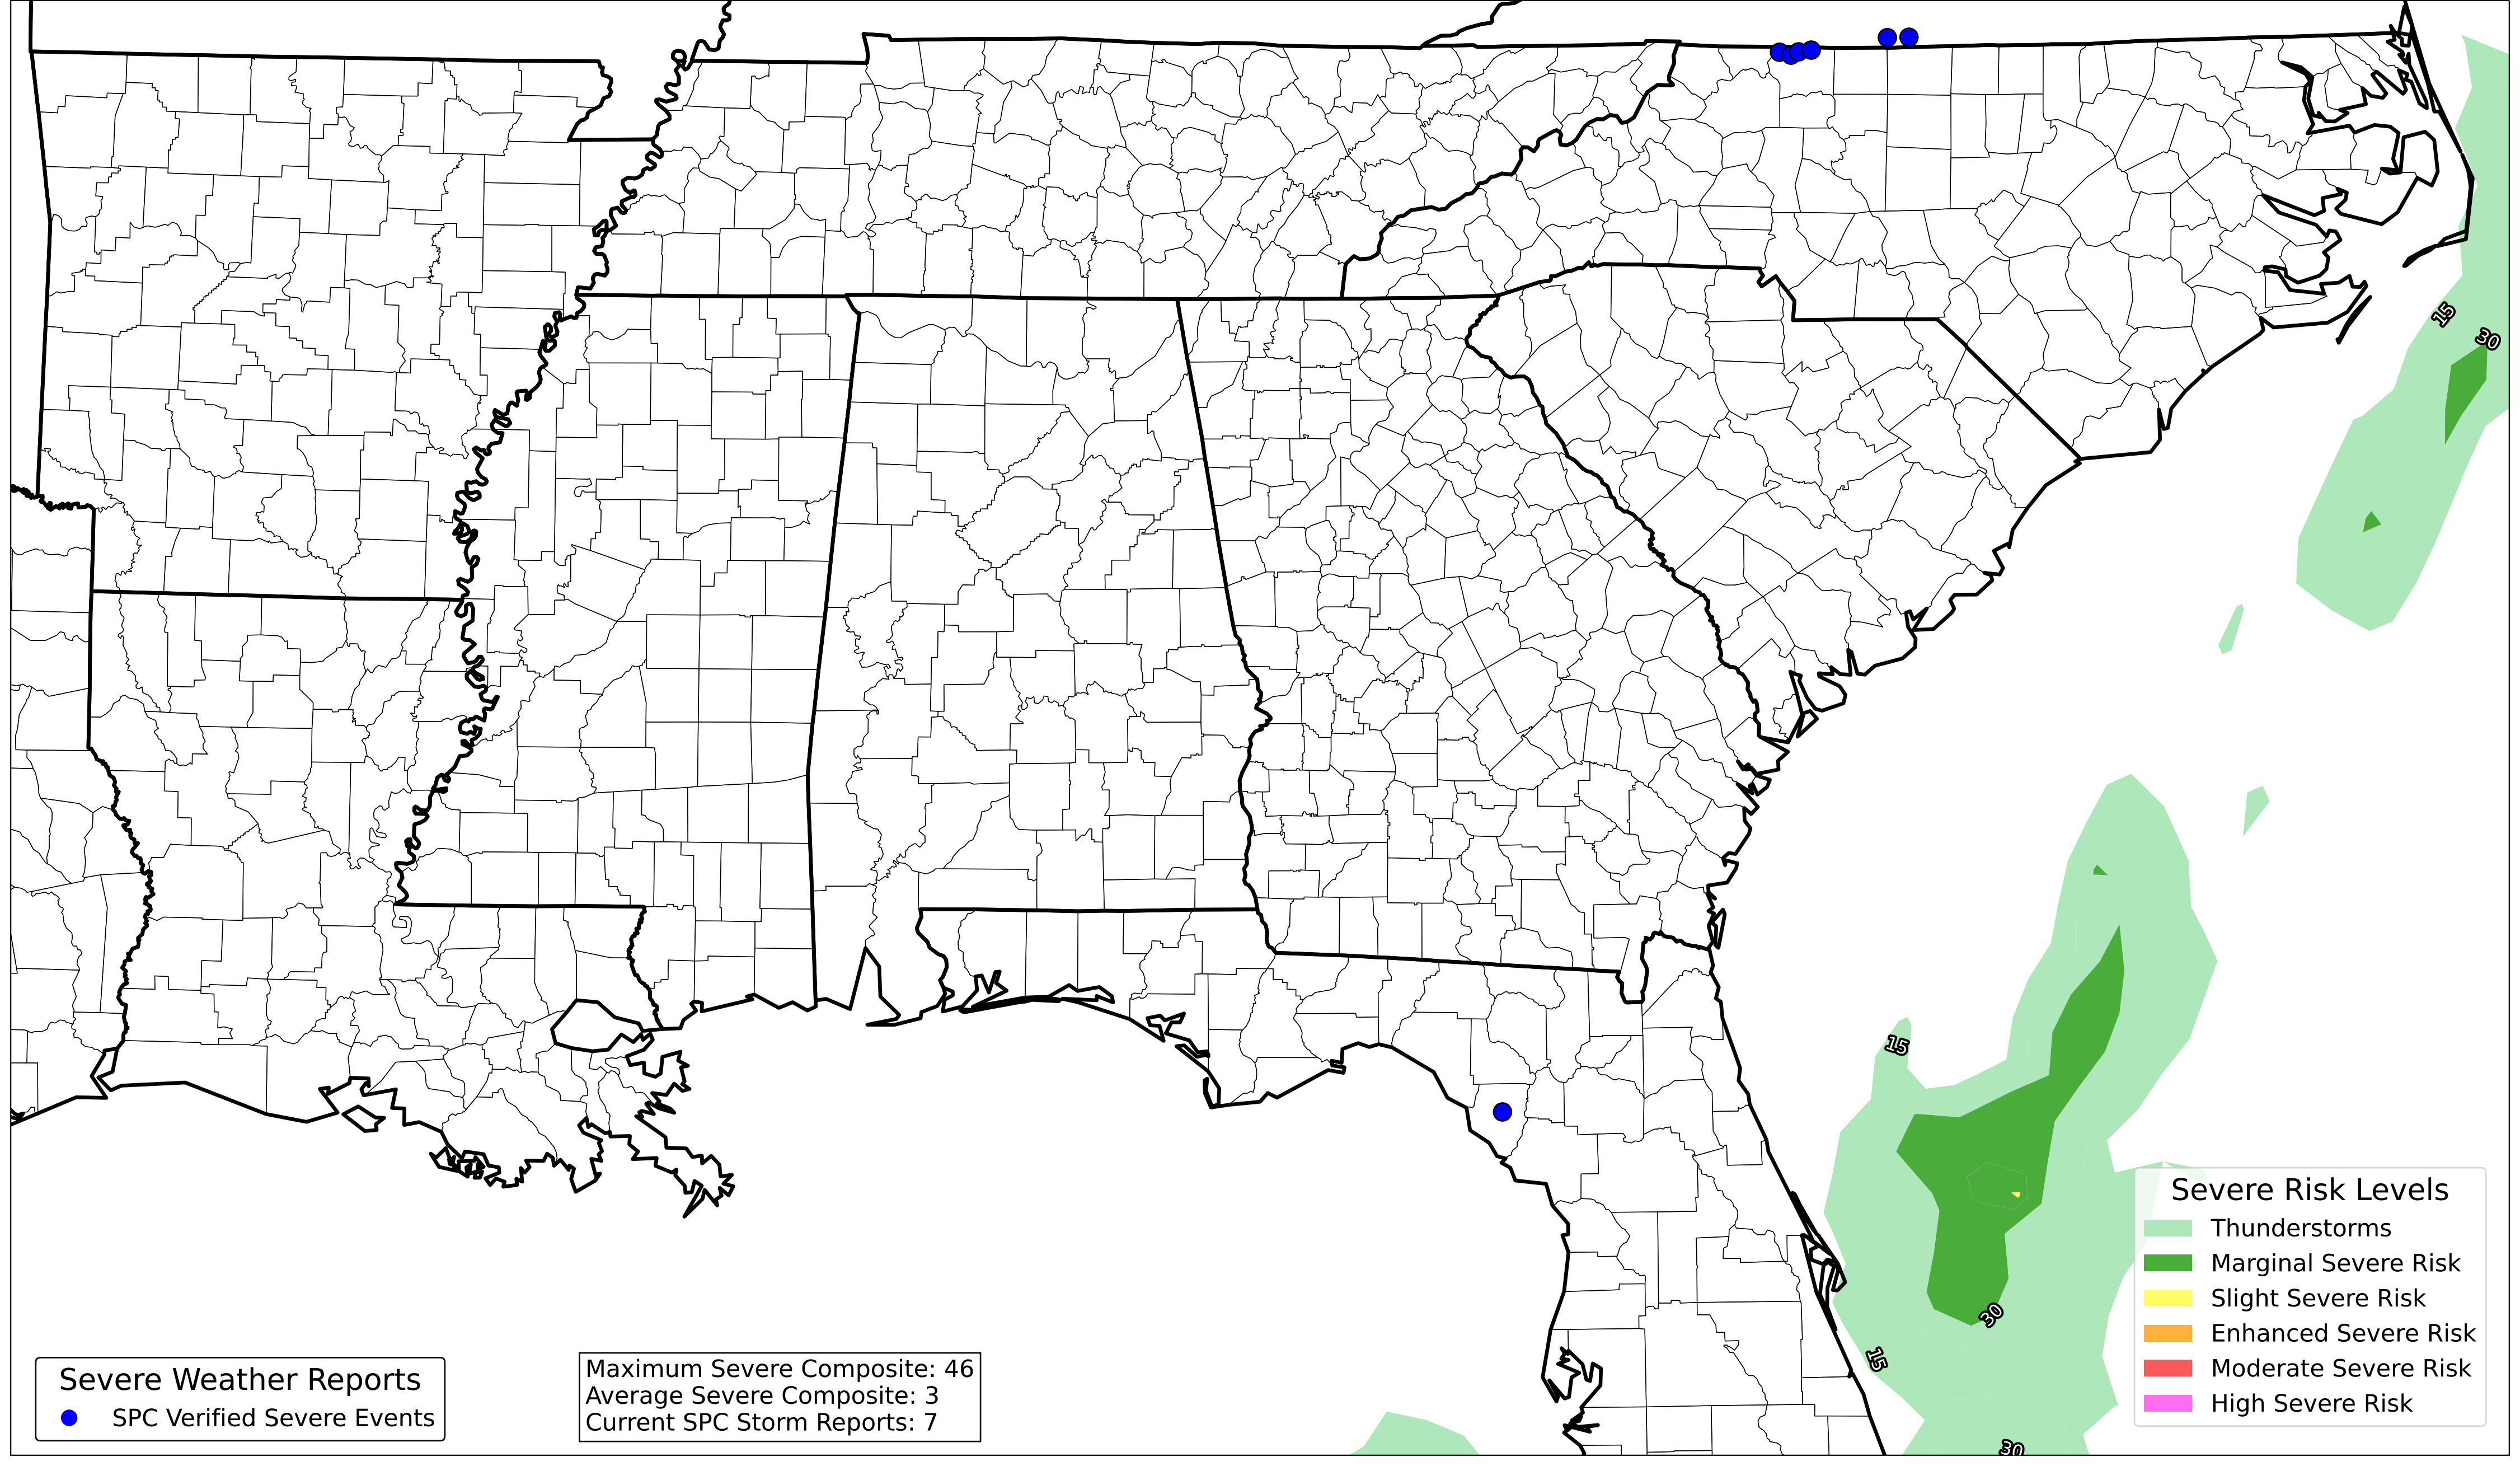 15
30
15
30
15
30
Severe Risk Levels
Thunderstorms
Marginal Severe Risk
Slight Severe Risk
Enhanced Severe Risk
Moderate Severe Risk
High Severe Risk
Severe Weather Reports
SPC Verified Severe Events
Maximum Severe Composite: 46
Average Severe Composite: 3
Current SPC Storm Reports: 7